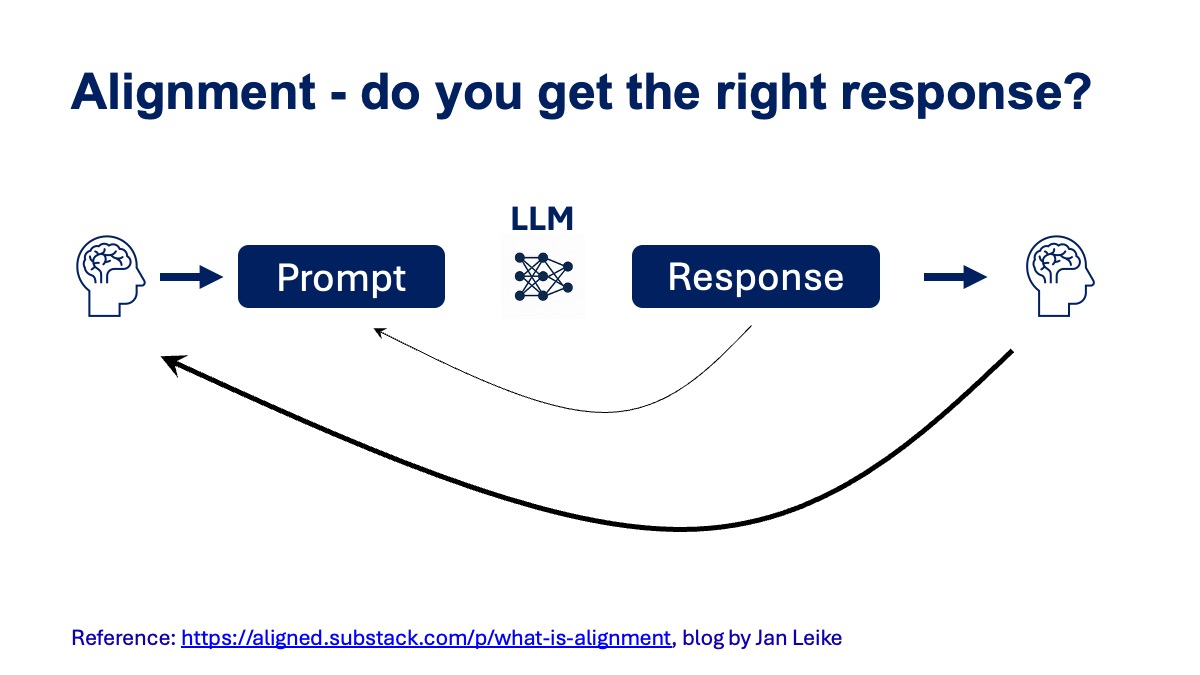 Alignment - do you get the right response?
LLM
Prompt
Response
Reference: https://aligned.substack.com/p/what-is-alignment, blog by Jan Leike